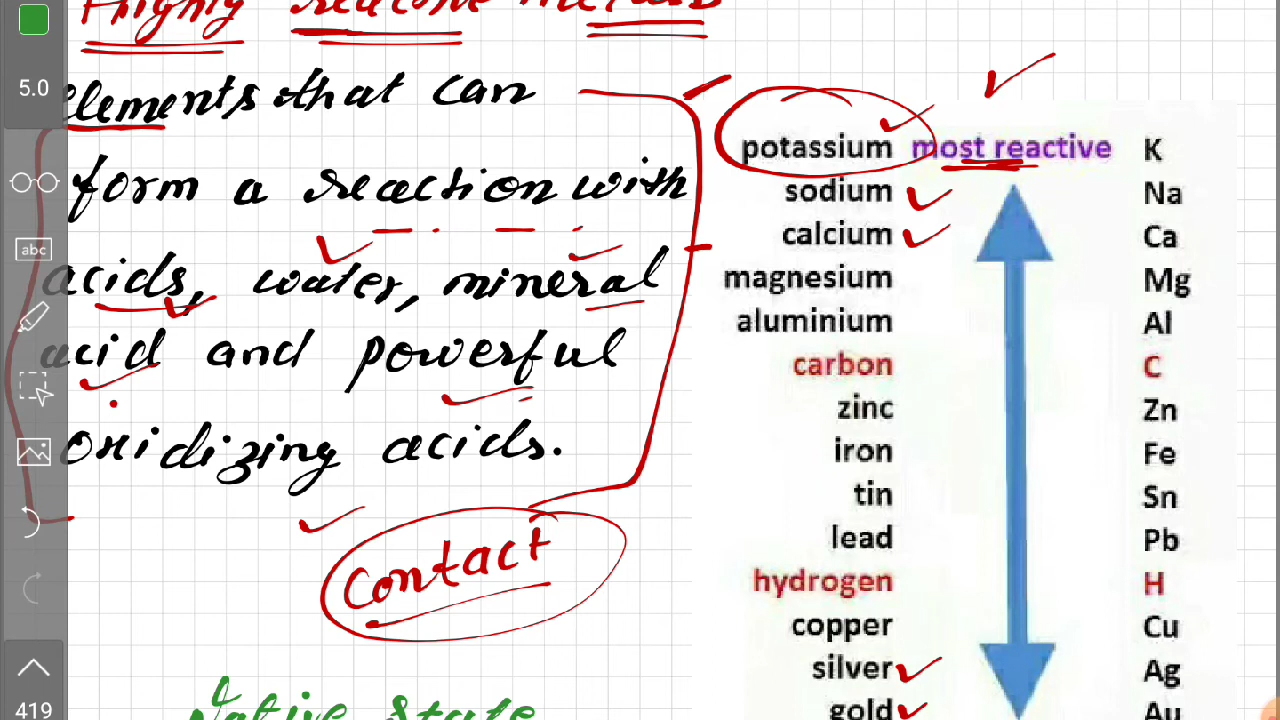 Highly reactive metals
5.0
elements that can
form a reaction with
acids, water, mineral
acid and powerful
oxidizing acids.
Contact
Native State
abc
419
potassium most reactive K
sodium Na
calcium Ca
magnesium Mg
aluminium Al
carbon C
zinc Zn
iron Fe
tin Sn
lead Pb
hydrogen H
copper Cu
silver Ag
gold Au